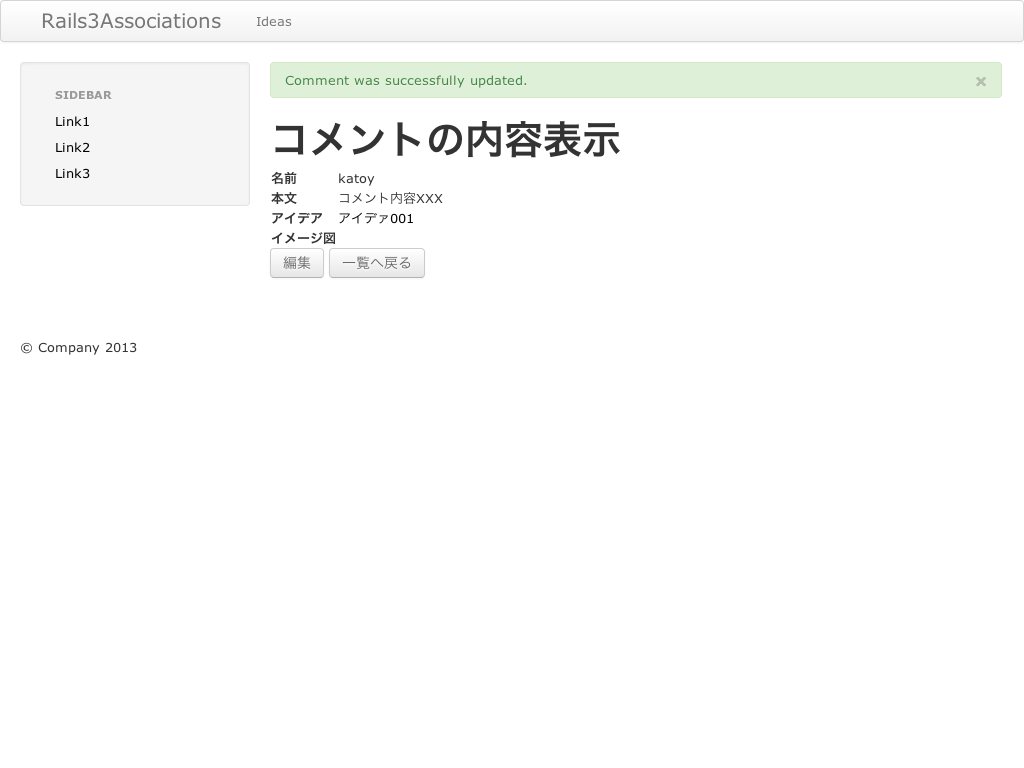 Rails3Associations Ideas
SIDEBAR
Link1
Link2
Link3
Comment was successfully updated. ×
コメントの内容表示
名前 katoy
本文 コメント内容XXX
アイデア アイデァ001
イメージ図
編集 一覧へ戻る
© Company 2013